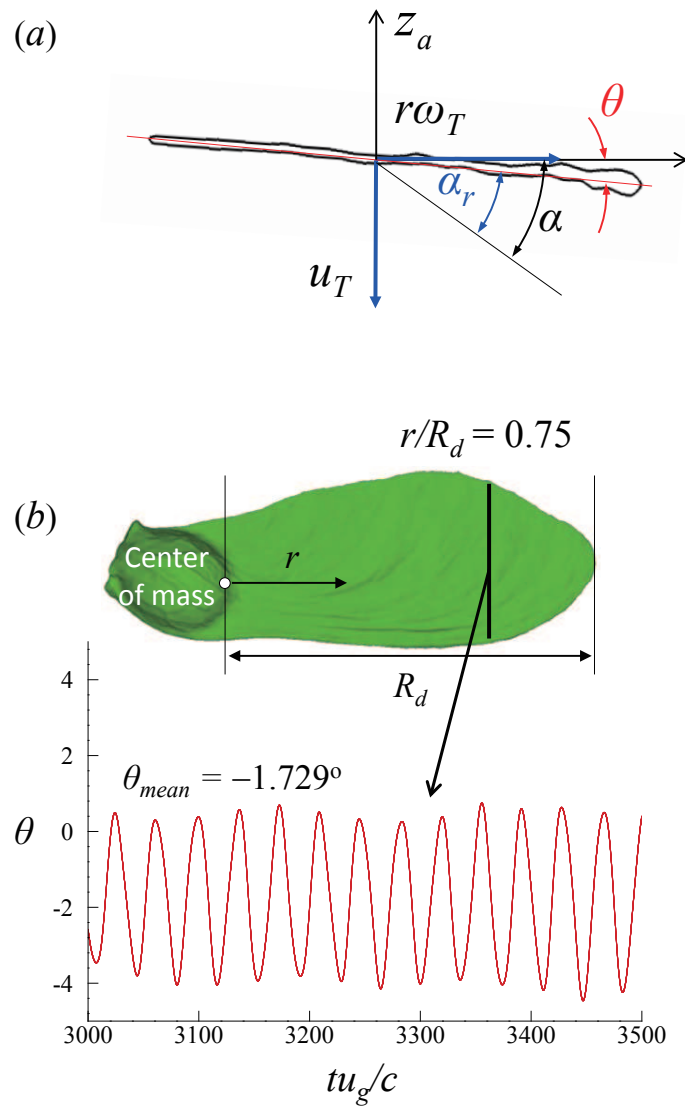 (a)
z_a
rω_T
θ
α_r
α
u_T
r/R_d = 0.75
(b)
Center
of mass
r
R_d
4
2
θ_mean = −1.729°
θ
0
-2
-4
3000 3100 3200 3300 3400 3500
tu_g/c